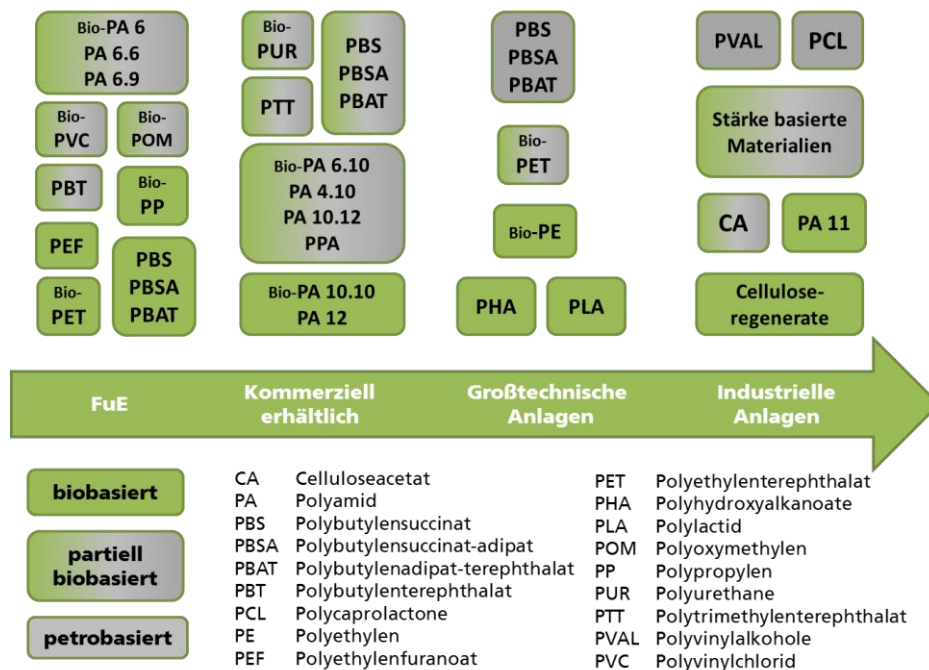 Bio-PA 6
PA 6.6
PA 6.9
Bio-
PVC
Bio-
POM
PBT
Bio-
PP
PEF
Bio-
PET
PBS
PBSA
PBAT
Bio-
PUR
PTT
PBS
PBSA
PBAT
Bio-PA 6.10
PA 4.10
PA 10.12
PPA
Bio-PA 10.10
PA 12
PBS
PBSA
PBAT
Bio-
PET
Bio-PE
PHA
PLA
PVAL
PCL
Stärke basierte
Materialien
CA
PA 11
Cellulose-
regenerate
FuE
Kommerziell
erhältlich
Großtechnische
Anlagen
Industrielle
Anlagen
biobasiert
partiell
biobasiert
petrobasiert
CA Celluloseacetat
PA Polyamid
PBS Polybutylensuccinat
PBSA Polybutylensuccinat-adipat
PBAT Polybutylenadipat-terephthalat
PBT Polybutylenterephthalat
PCL Polycaprolactone
PE Polyethylen
PEF Polyethylenfuranoat
PET Polyethylenterephthalat
PHA Polyhydroxyalkanoate
PLA Polylactid
POM Polyoxymethylen
PP Polypropylen
PUR Polyurethane
PTT Polytrimethylenterephthalat
PVAL Polyvinylalkohole
PVC Polyvinylchlorid